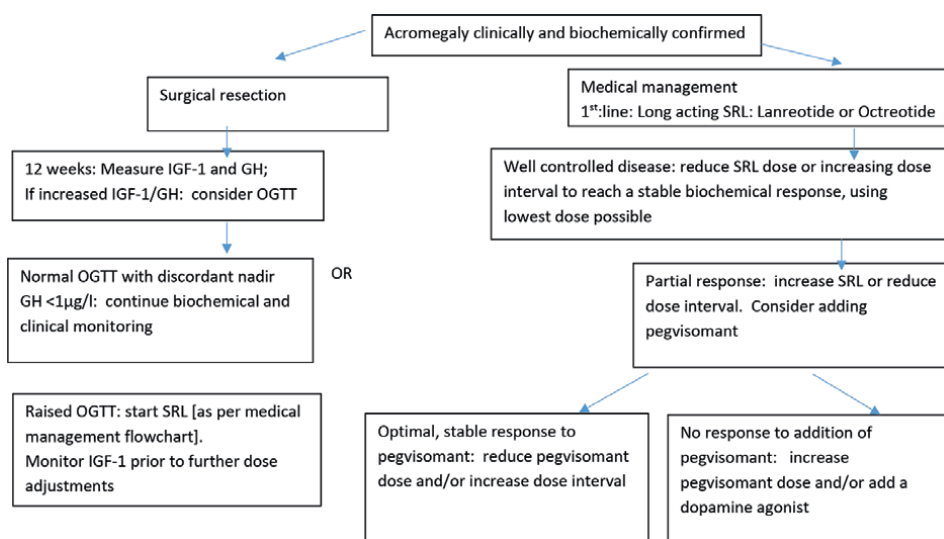 Acromegaly clinically and biochemically confirmed
Surgical resection
Medical management
1st:line: Long acting SRL: Lanreotide or Octreotide
12 weeks: Measure IGF-1 and GH;
If increased IGF-1/GH: consider OGTT
Well controlled disease: reduce SRL dose or increasing dose
interval to reach a stable biochemical response, using
lowest dose possible
Normal OGTT with discordant nadir
GH <1µg/l: continue biochemical and
clinical monitoring
OR
Partial response: increase SRL or reduce
dose interval. Consider adding
pegvisomant
Raised OGTT: start SRL [as per medical
management flowchart].
Monitor IGF-1 prior to further dose
adjustments
Optimal, stable response to
pegvisomant: reduce pegvisomant
dose and/or increase dose interval
No response to addition of
pegvisomant: increase
pegvisomant dose and/or add a
dopamine agonist